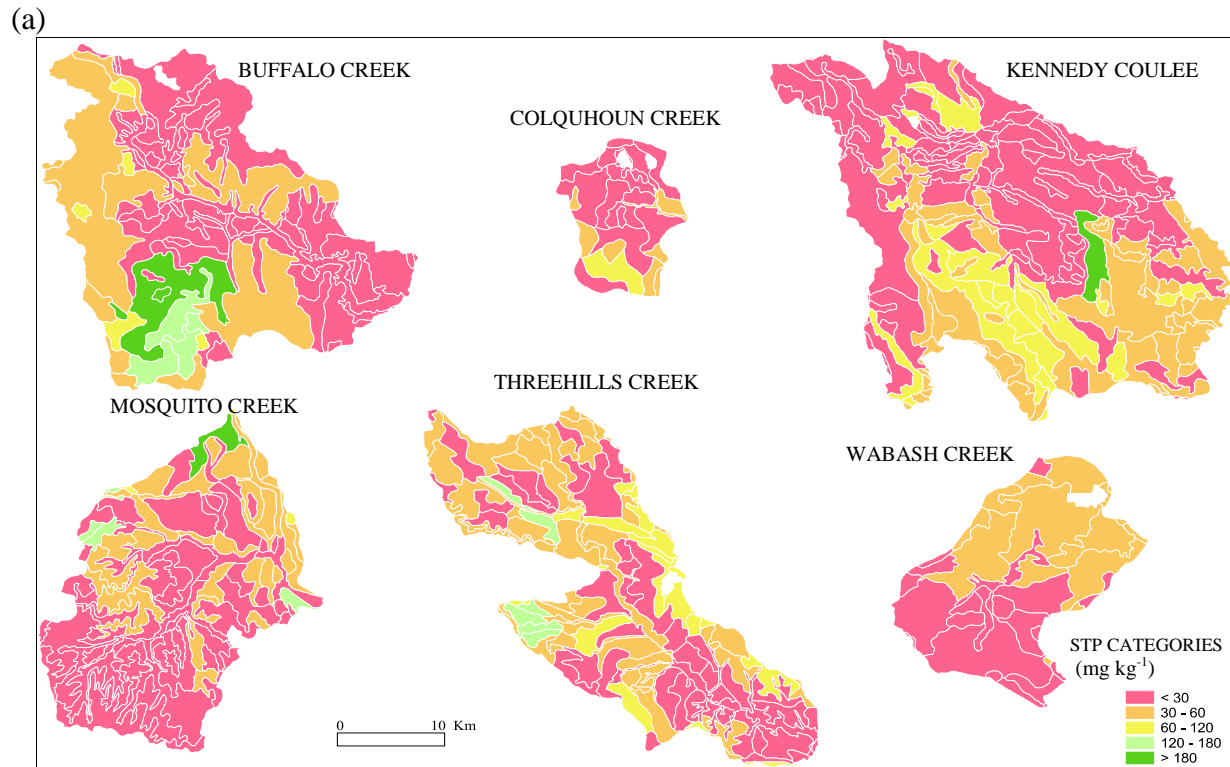 (a)
BUFFALO CREEK
KENNEDY COULEE
COLQUHOUN CREEK
THREEHILLS CREEK
MOSQUITO CREEK
WABASH CREEK
STP CATEGORIES
(mg kg-1)
< 30
30 - 60
60 - 120
120 - 180
> 180
0 10 Km